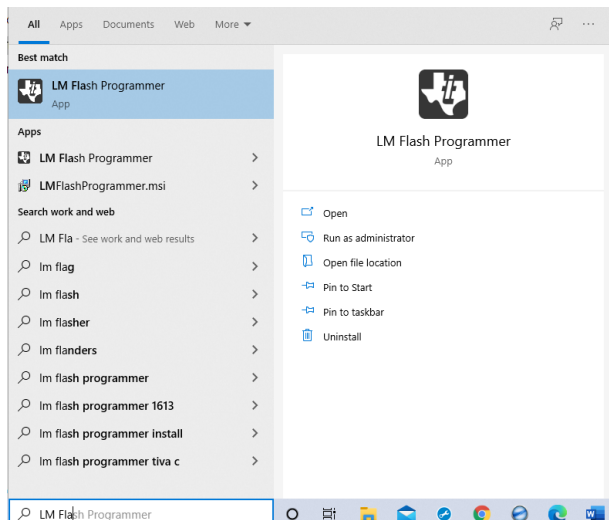 All Apps Documents Web More
Best match
LM Flash Programmer
App
Apps
LM Flash Programmer
LMFlashProgrammer.msi
Search work and web
LM Fla - See work and web results
lm flag
lm flash
lm flasher
lm flanders
lm flash programmer
lm flash programmer 1613
lm flash programmer install
lm flash programmer tiva c
LM Flash Programmer
LM Flash Programmer
App
Open
Run as administrator
Open file location
Pin to Start
Pin to taskbar
Uninstall